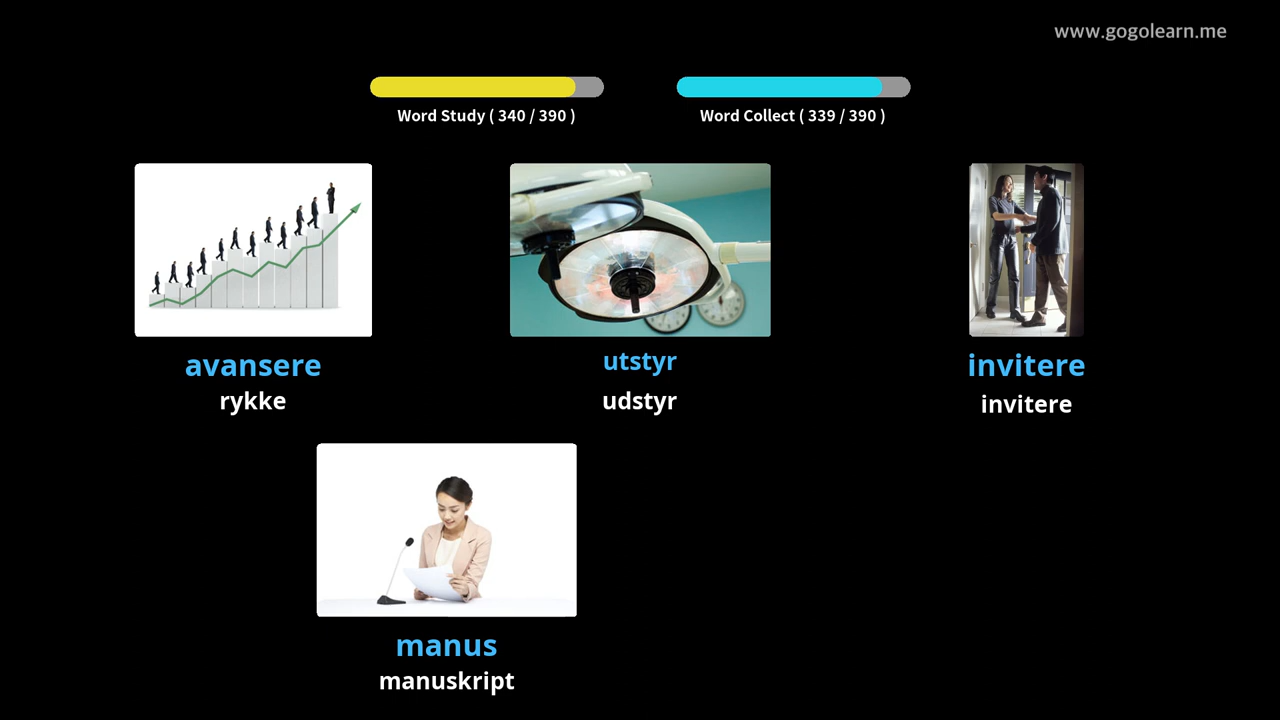 www.gogolearn.me
Word Study ( 340 / 390 )
Word Collect ( 339 / 390 )
avansere
rykke
utstyr
udstyr
invitere
invitere
manus
manuskript